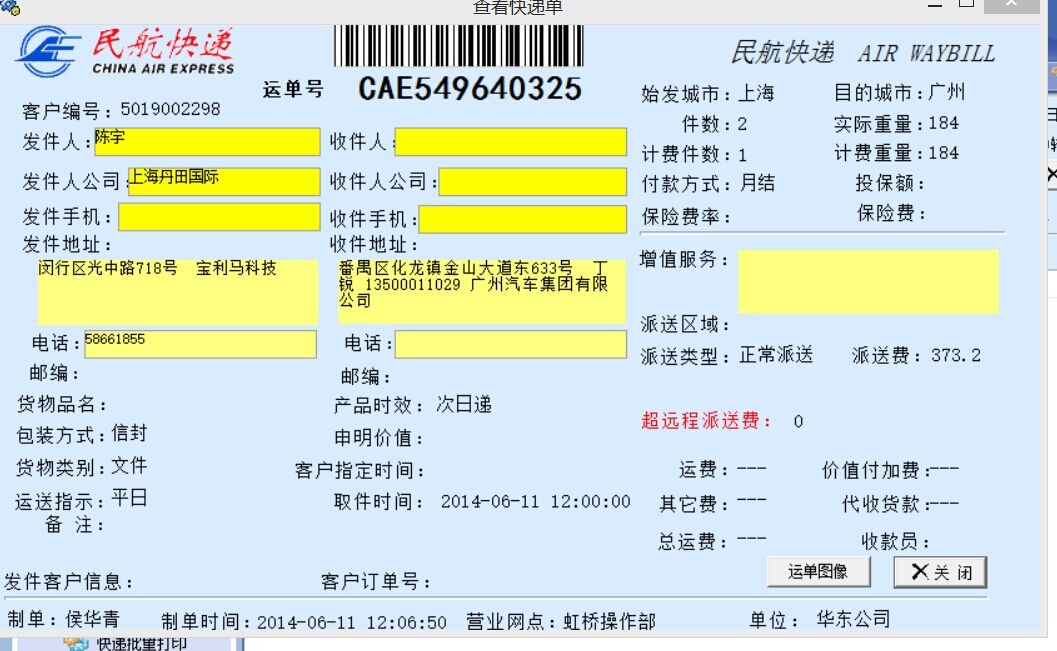 查看快递单
民航快递
CHINA AIR EXPRESS
运单号 CAE549640325
民航快递 AIR WAYBILL
客户编号：5019002298
始发城市：上海 目的城市：广州
发件人：陈宇 收件人：
件数：2 实际重量：184
计费件数：1 计费重量：184
发件人公司：上海丹田国际 收件人公司：
付款方式：月结 投保额：
发件手机： 收件手机：
保险费率： 保险费：
发件地址： 收件地址：
闵行区光中路718号 宝利马科技
番禺区化龙镇金山大道东633号 丁
锐 13500011029 广州汽车集团有限
公司
增值服务：
派送区域：
电话：58661855 电话：
派送类型：正常派送 派送费：373.2
邮编： 邮编：
货物品名： 产品时效：次日递
超远程派送费： 0
包装方式：信封 申明价值：
货物类别：文件 客户指定时间：
运费：--- 价值付加费：---
运送指示：平日 取件时间：2014-06-11 12:00:00
其它费：--- 代收货款：---
备 注：
总运费：--- 收款员：
运单图像 关 闭
发件客户信息： 客户订单号：
制单：侯华青 制单时间：2014-06-11 12:06:50 营业网点：虹桥操作部 单位：华东公司
快递批量打印